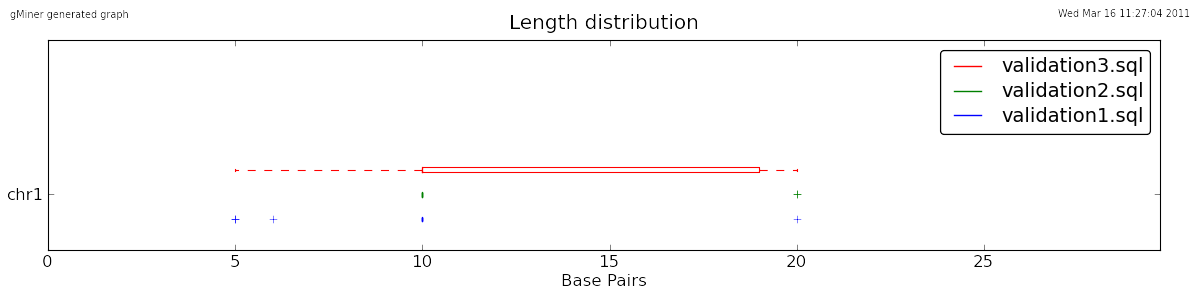 gMiner generated graph
Wed Mar 16 11:27:04 2011
Length distribution
validation3.sql
validation2.sql
validation1.sql
chr1
0 5 10 15 20 25
Base Pairs